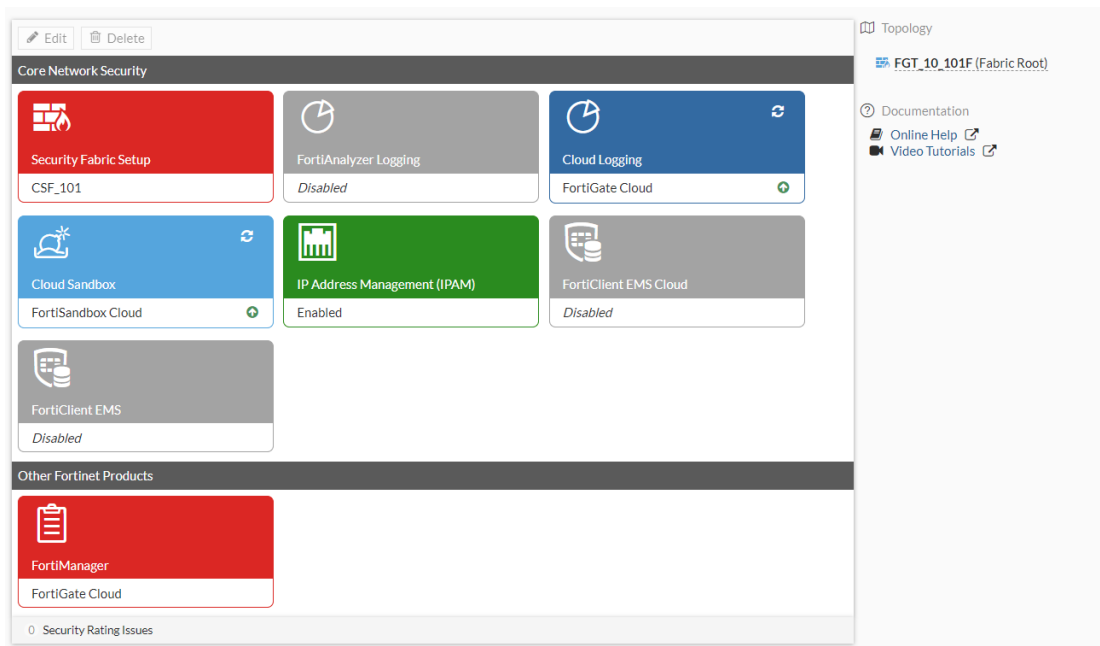 Edit Delete
Core Network Security
Security Fabric Setup
CSF_101
FortiAnalyzer Logging
Disabled
Cloud Logging
FortiGate Cloud
Cloud Sandbox
FortiSandbox Cloud
IP Address Management (IPAM)
Enabled
FortiClient EMS Cloud
Disabled
FortiClient EMS
Disabled
Other Fortinet Products
FortiManager
FortiGate Cloud
0 Security Rating Issues
Topology
FGT_10_101F (Fabric Root)
Documentation
Online Help
Video Tutorials